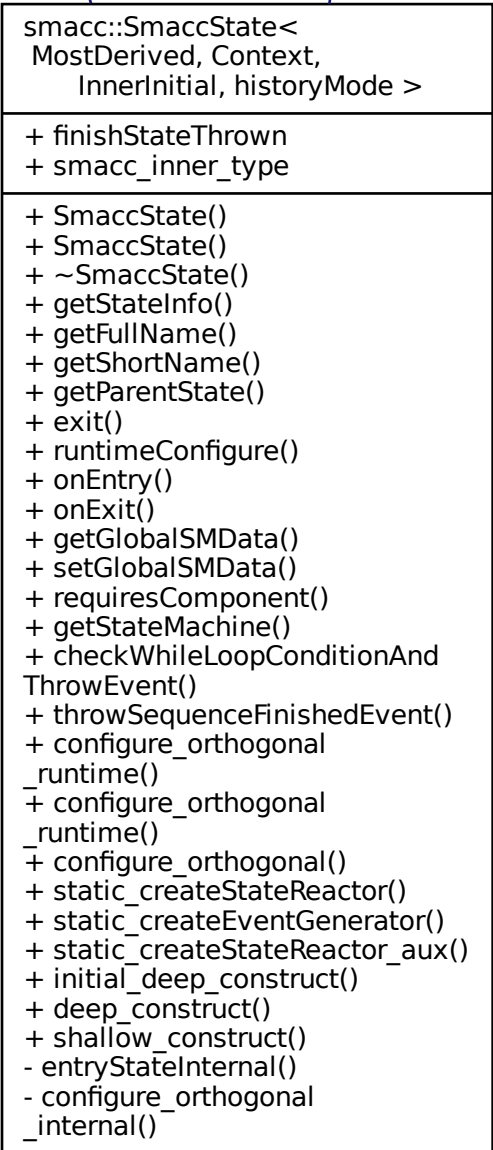 smacc::SmaccState<
MostDerived, Context,
InnerInitial, historyMode >
+ finishStateThrown
+ smacc_inner_type
+ SmaccState()
+ SmaccState()
+ ~SmaccState()
+ getStateInfo()
+ getFullName()
+ getShortName()
+ getParentState()
+ exit()
+ runtimeConfigure()
+ onEntry()
+ onExit()
+ getGlobalSMData()
+ setGlobalSMData()
+ requiresComponent()
+ getStateMachine()
+ checkWhileLoopConditionAnd
ThrowEvent()
+ throwSequenceFinishedEvent()
+ configure_orthogonal
_runtime()
+ configure_orthogonal
_runtime()
+ configure_orthogonal()
+ static_createStateReactor()
+ static_createEventGenerator()
+ static_createStateReactor_aux()
+ initial_deep_construct()
+ deep_construct()
+ shallow_construct()
- entryStateInternal()
- configure_orthogonal
_internal()